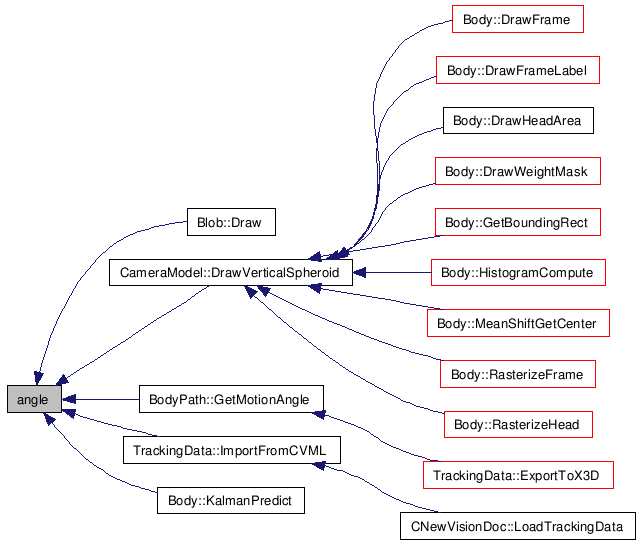 Body::DrawFrame
Body::DrawFrameLabel
Body::DrawHeadArea
Body::DrawWeightMask
Blob::Draw
Body::GetBoundingRect
CameraModel::DrawVerticalSpheroid
Body::HistogramCompute
Body::MeanShiftGetCenter
Body::RasterizeFrame
angle
BodyPath::GetMotionAngle
Body::RasterizeHead
TrackingData::ImportFromCVML
TrackingData::ExportToX3D
Body::KalmanPredict
CNewVisionDoc::LoadTrackingData